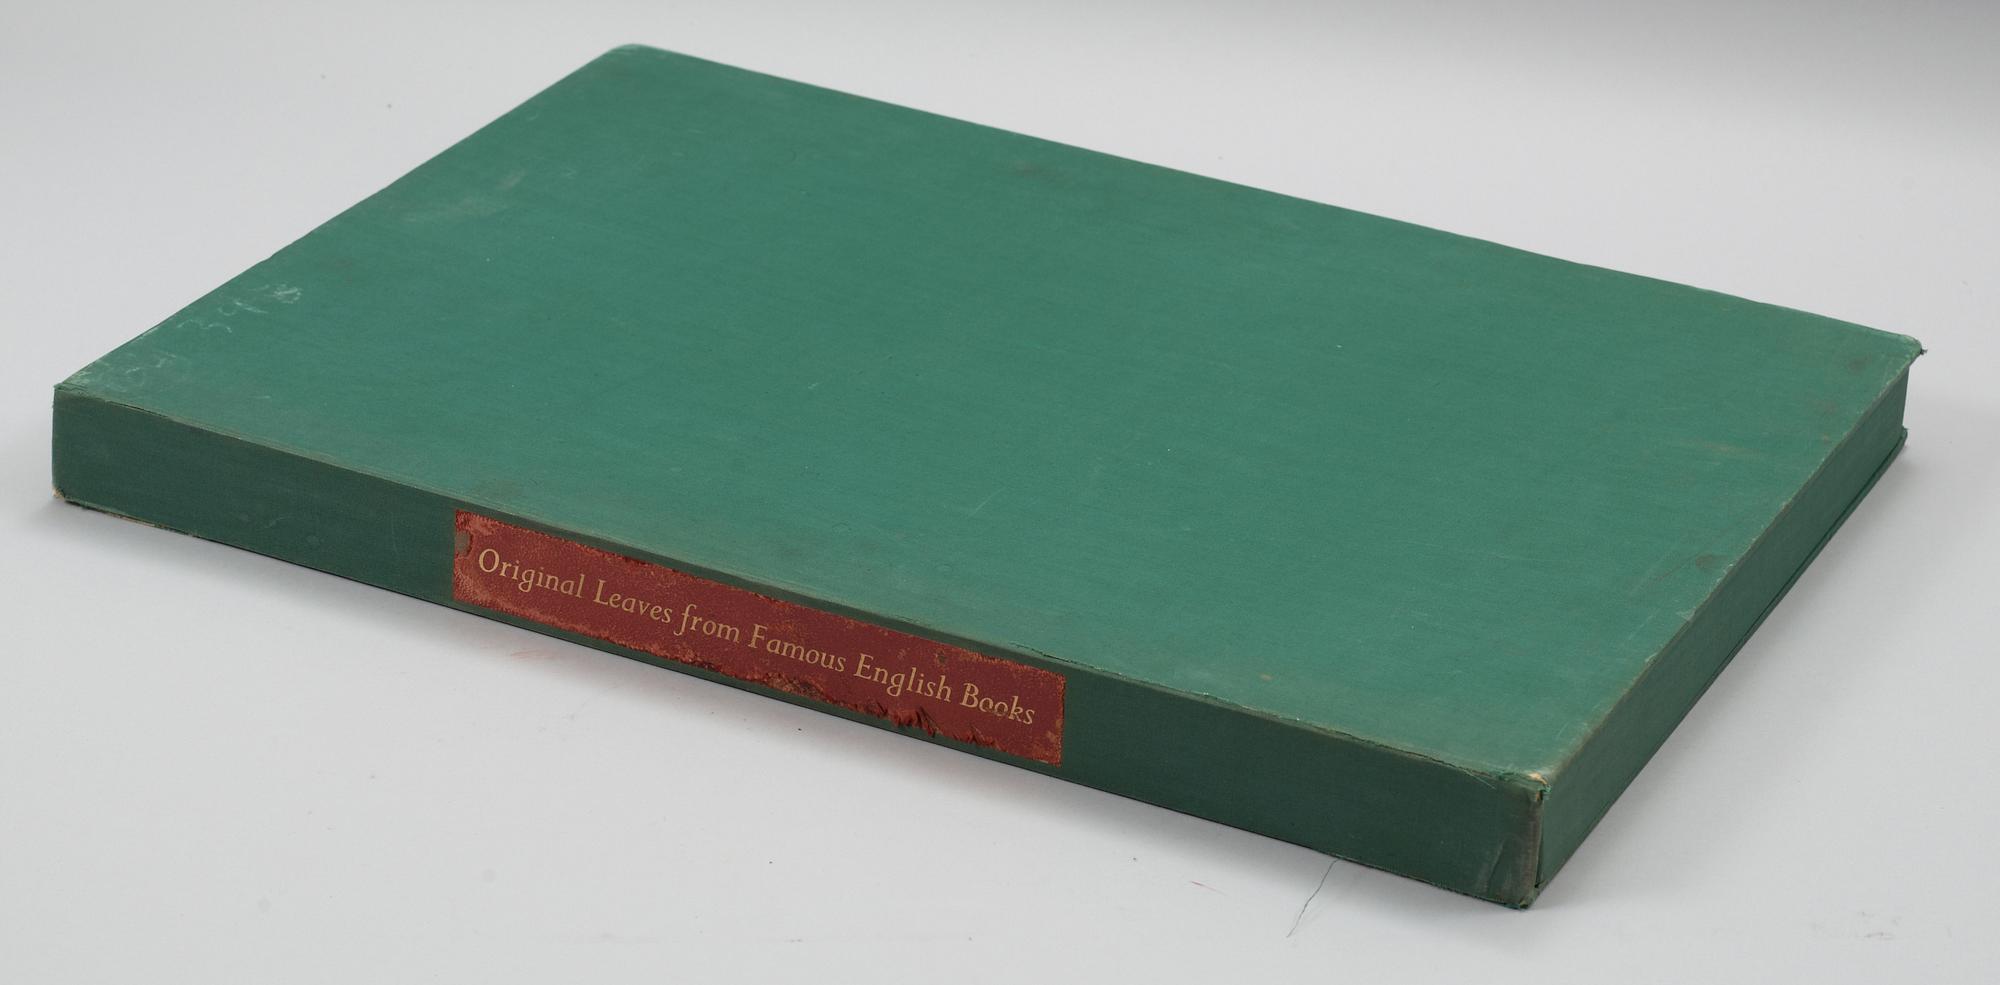 Original Leaves from Famous English Books